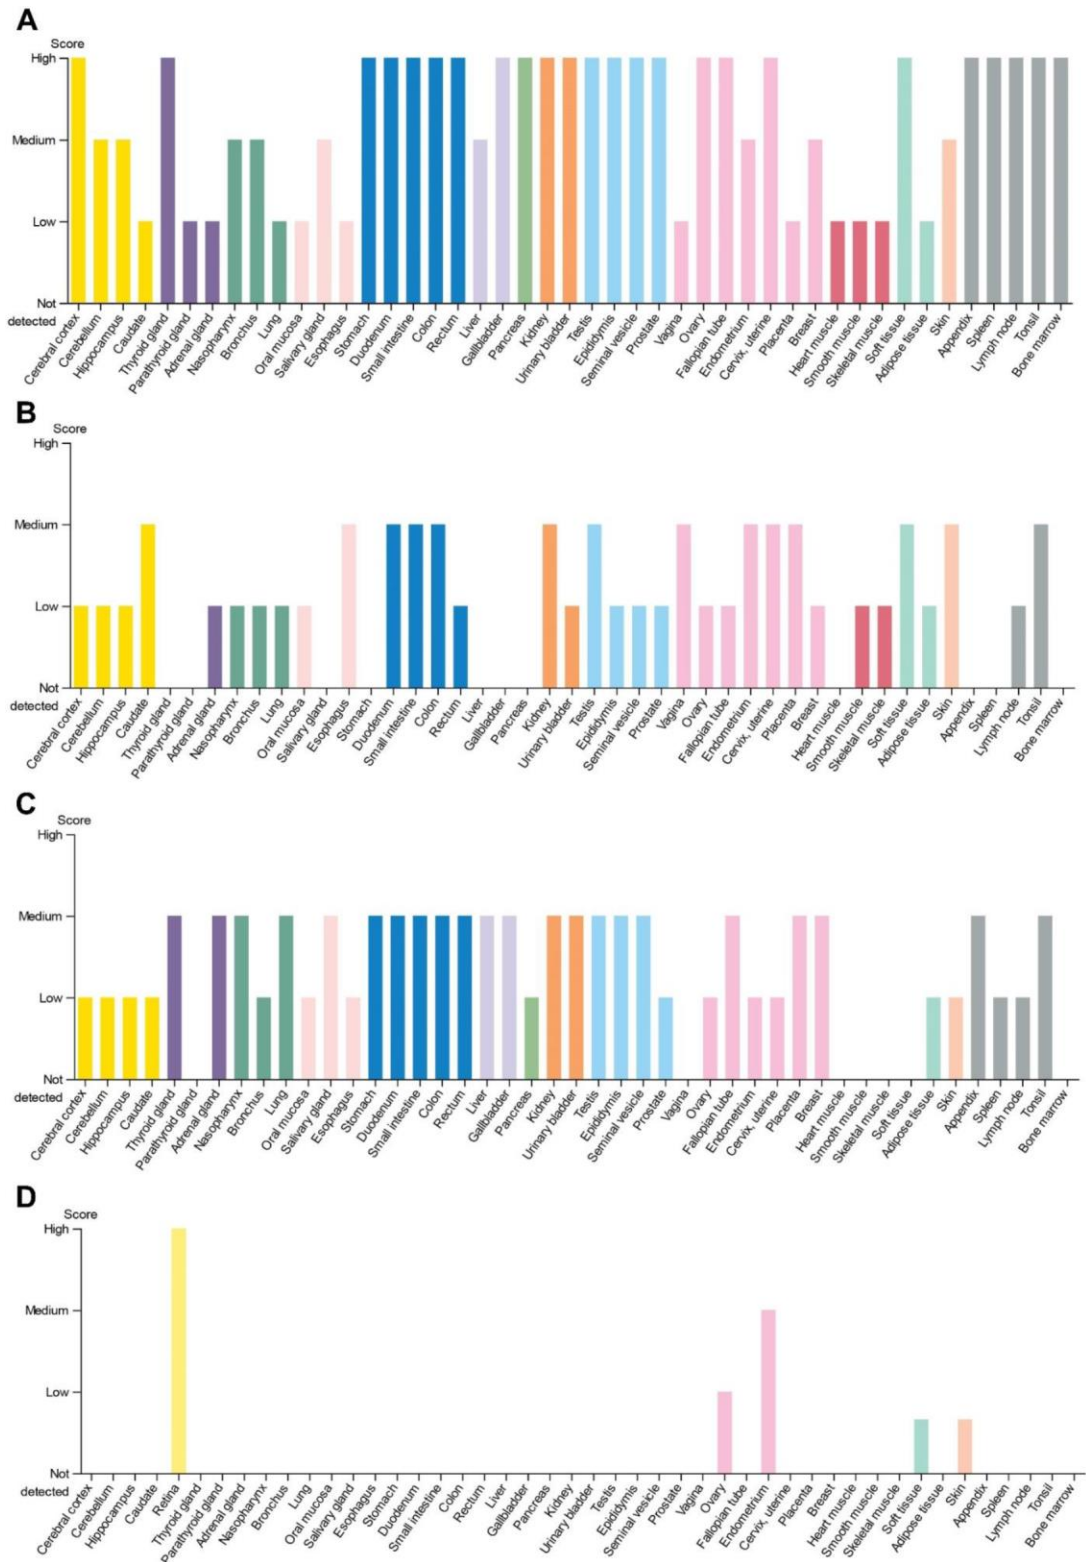 A
Score
High
Medium
Low
Not
detected
Cerebral cortex
Cerebellum
Hippocampus
Caudate
Thyroid gland
Parathyroid gland
Adrenal gland
Nasopharynx
Bronchus
Lung
Oral mucosa
Salivary gland
Esophagus
Stomach
Duodenum
Small intestine
Colon
Rectum
Liver
Gallbladder
Pancreas
Kidney
Urinary bladder
Testis
Epididymis
Seminal vesicle
Prostate
Vagina
Ovary
Fallopian tube
Endometrium
Cervix, uterine
Placenta
Breast
Heart muscle
Smooth muscle
Skeletal muscle
Soft tissue
Adipose tissue
Skin
Appendix
Spleen
Lymph node
Tonsil
Bone marrow
B
Score
High
Medium
Low
Not
detected
Cerebral cortex
Cerebellum
Hippocampus
Caudate
Thyroid gland
Parathyroid gland
Adrenal gland
Nasopharynx
Bronchus
Lung
Oral mucosa
Salivary gland
Esophagus
Stomach
Duodenum
Small intestine
Colon
Rectum
Liver
Gallbladder
Pancreas
Kidney
Urinary bladder
Testis
Epididymis
Seminal vesicle
Prostate
Vagina
Ovary
Fallopian tube
Endometrium
Cervix, uterine
Placenta
Breast
Heart muscle
Smooth muscle
Skeletal muscle
Soft tissue
Adipose tissue
Skin
Appendix
Spleen
Lymph node
Tonsil
Bone marrow
C
Score
High
Medium
Low
Not
detected
Cerebral cortex
Cerebellum
Hippocampus
Caudate
Thyroid gland
Parathyroid gland
Adrenal gland
Nasopharynx
Bronchus
Lung
Oral mucosa
Salivary gland
Esophagus
Stomach
Duodenum
Small intestine
Colon
Rectum
Liver
Gallbladder
Pancreas
Kidney
Urinary bladder
Testis
Epididymis
Seminal vesicle
Prostate
Vagina
Ovary
Fallopian tube
Endometrium
Cervix, uterine
Placenta
Breast
Heart muscle
Smooth muscle
Skeletal muscle
Soft tissue
Adipose tissue
Skin
Appendix
Spleen
Lymph node
Tonsil
Bone marrow
D
Score
High
Medium
Low
Not
detected
Cerebral cortex
Cerebellum
Hippocampus
Caudate
Retina
Thyroid gland
Parathyroid gland
Adrenal gland
Nasopharynx
Bronchus
Lung
Oral mucosa
Salivary gland
Esophagus
Stomach
Duodenum
Small intestine
Colon
Rectum
Liver
Gallbladder
Pancreas
Kidney
Urinary bladder
Testis
Epididymis
Seminal vesicle
Prostate
Vagina
Ovary
Fallopian tube
Endometrium
Cervix, uterine
Placenta
Breast
Heart muscle
Smooth muscle
Skeletal muscle
Soft tissue
Adipose tissue
Skin
Appendix
Spleen
Lymph node
Tonsil
Bone marrow